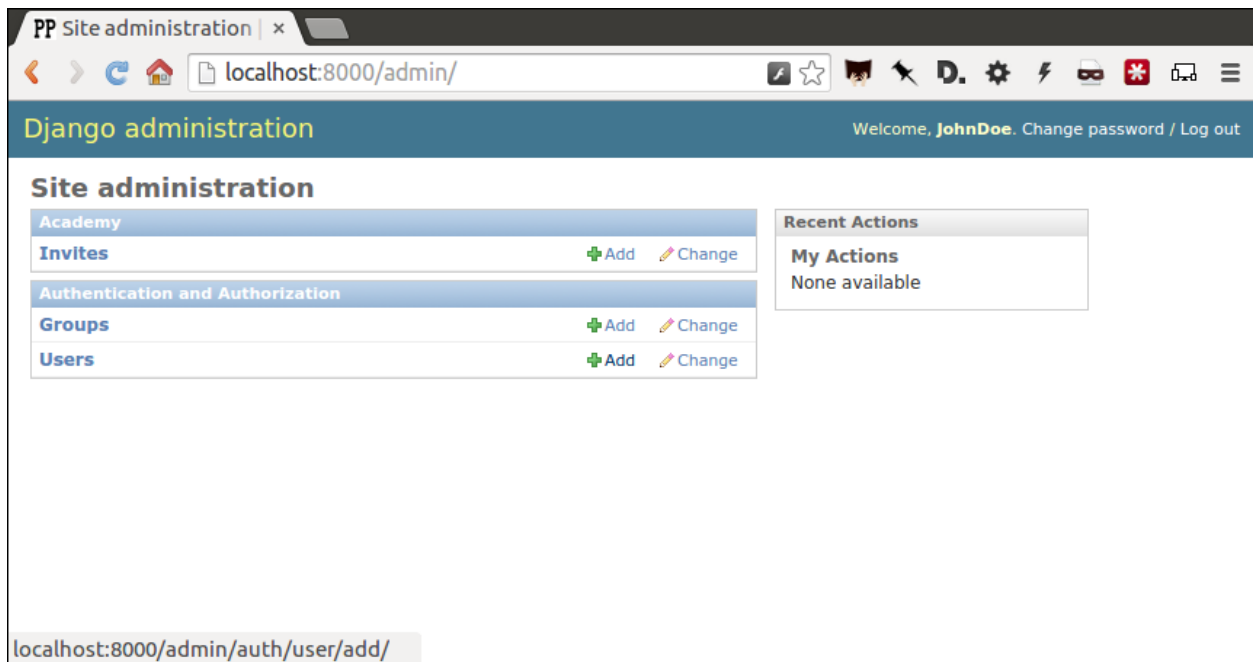 PP Site administration | ×
localhost:8000/admin/
D.
Django administration
Welcome, JohnDoe. Change password / Log out
Site administration
Academy
Invites Add Change
Authentication and Authorization
Groups Add Change
Users Add Change
Recent Actions
My Actions
None available
localhost:8000/admin/auth/user/add/